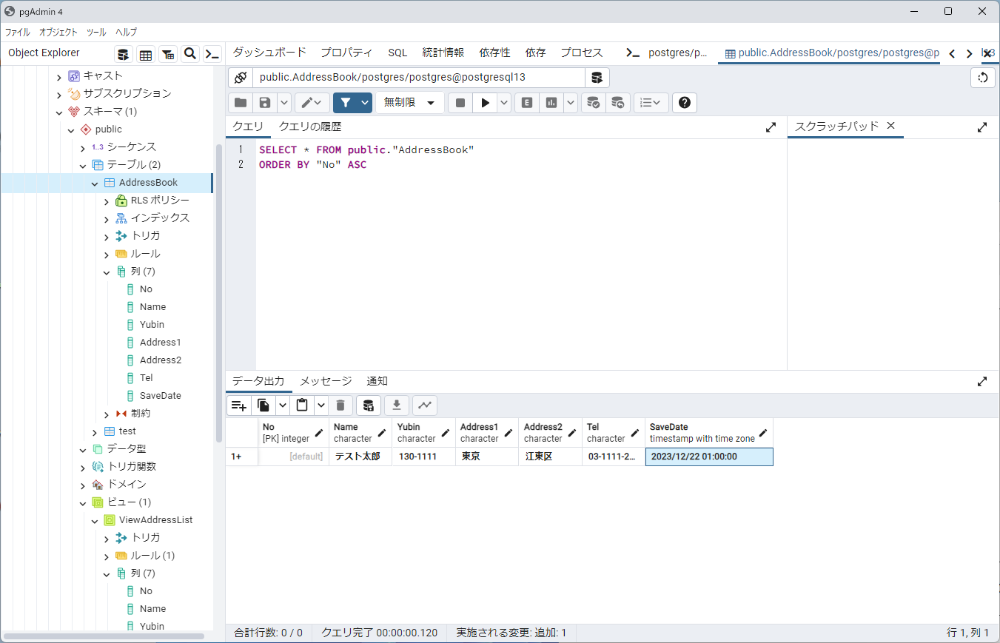 pgAdmin 4
ファイル オブジェクト ツール ヘルプ
Object Explorer
ダッシュボード プロパティ SQL 統計情報 依存性 依存 プロセス postgres/p... public.AddressBook/postgres/postgres@p
public.AddressBook/postgres/postgres@postgresql13
無制限
E
クエリ クエリの履歴
スクラッチパッド
1 SELECT * FROM public."AddressBook"
2 ORDER BY "No" ASC
キャスト
サブスクリプション
スキーマ (1)
public
1..3 シーケンス
テーブル (2)
AddressBook
RLS ポリシー
インデックス
トリガ
ルール
列 (7)
No
Name
Yubin
Address1
Address2
Tel
SaveDate
制約
test
データ型
トリガ関数
ドメイン
ビュー (1)
ViewAddressList
トリガ
ルール (1)
列 (7)
No
Name
Yubin
データ出力 メッセージ 通知
No Name Yubin Address1 Address2 Tel SaveDate
[PK] integer character character character character character timestamp with time zone
1+ [default] テスト太郎 130-1111 東京 江東区 03-1111-2... 2023/12/22 01:00:00
合計行数: 0 / 0 クエリ完了 00:00:00.120 実施される変更: 追加: 1 行 1, 列 1